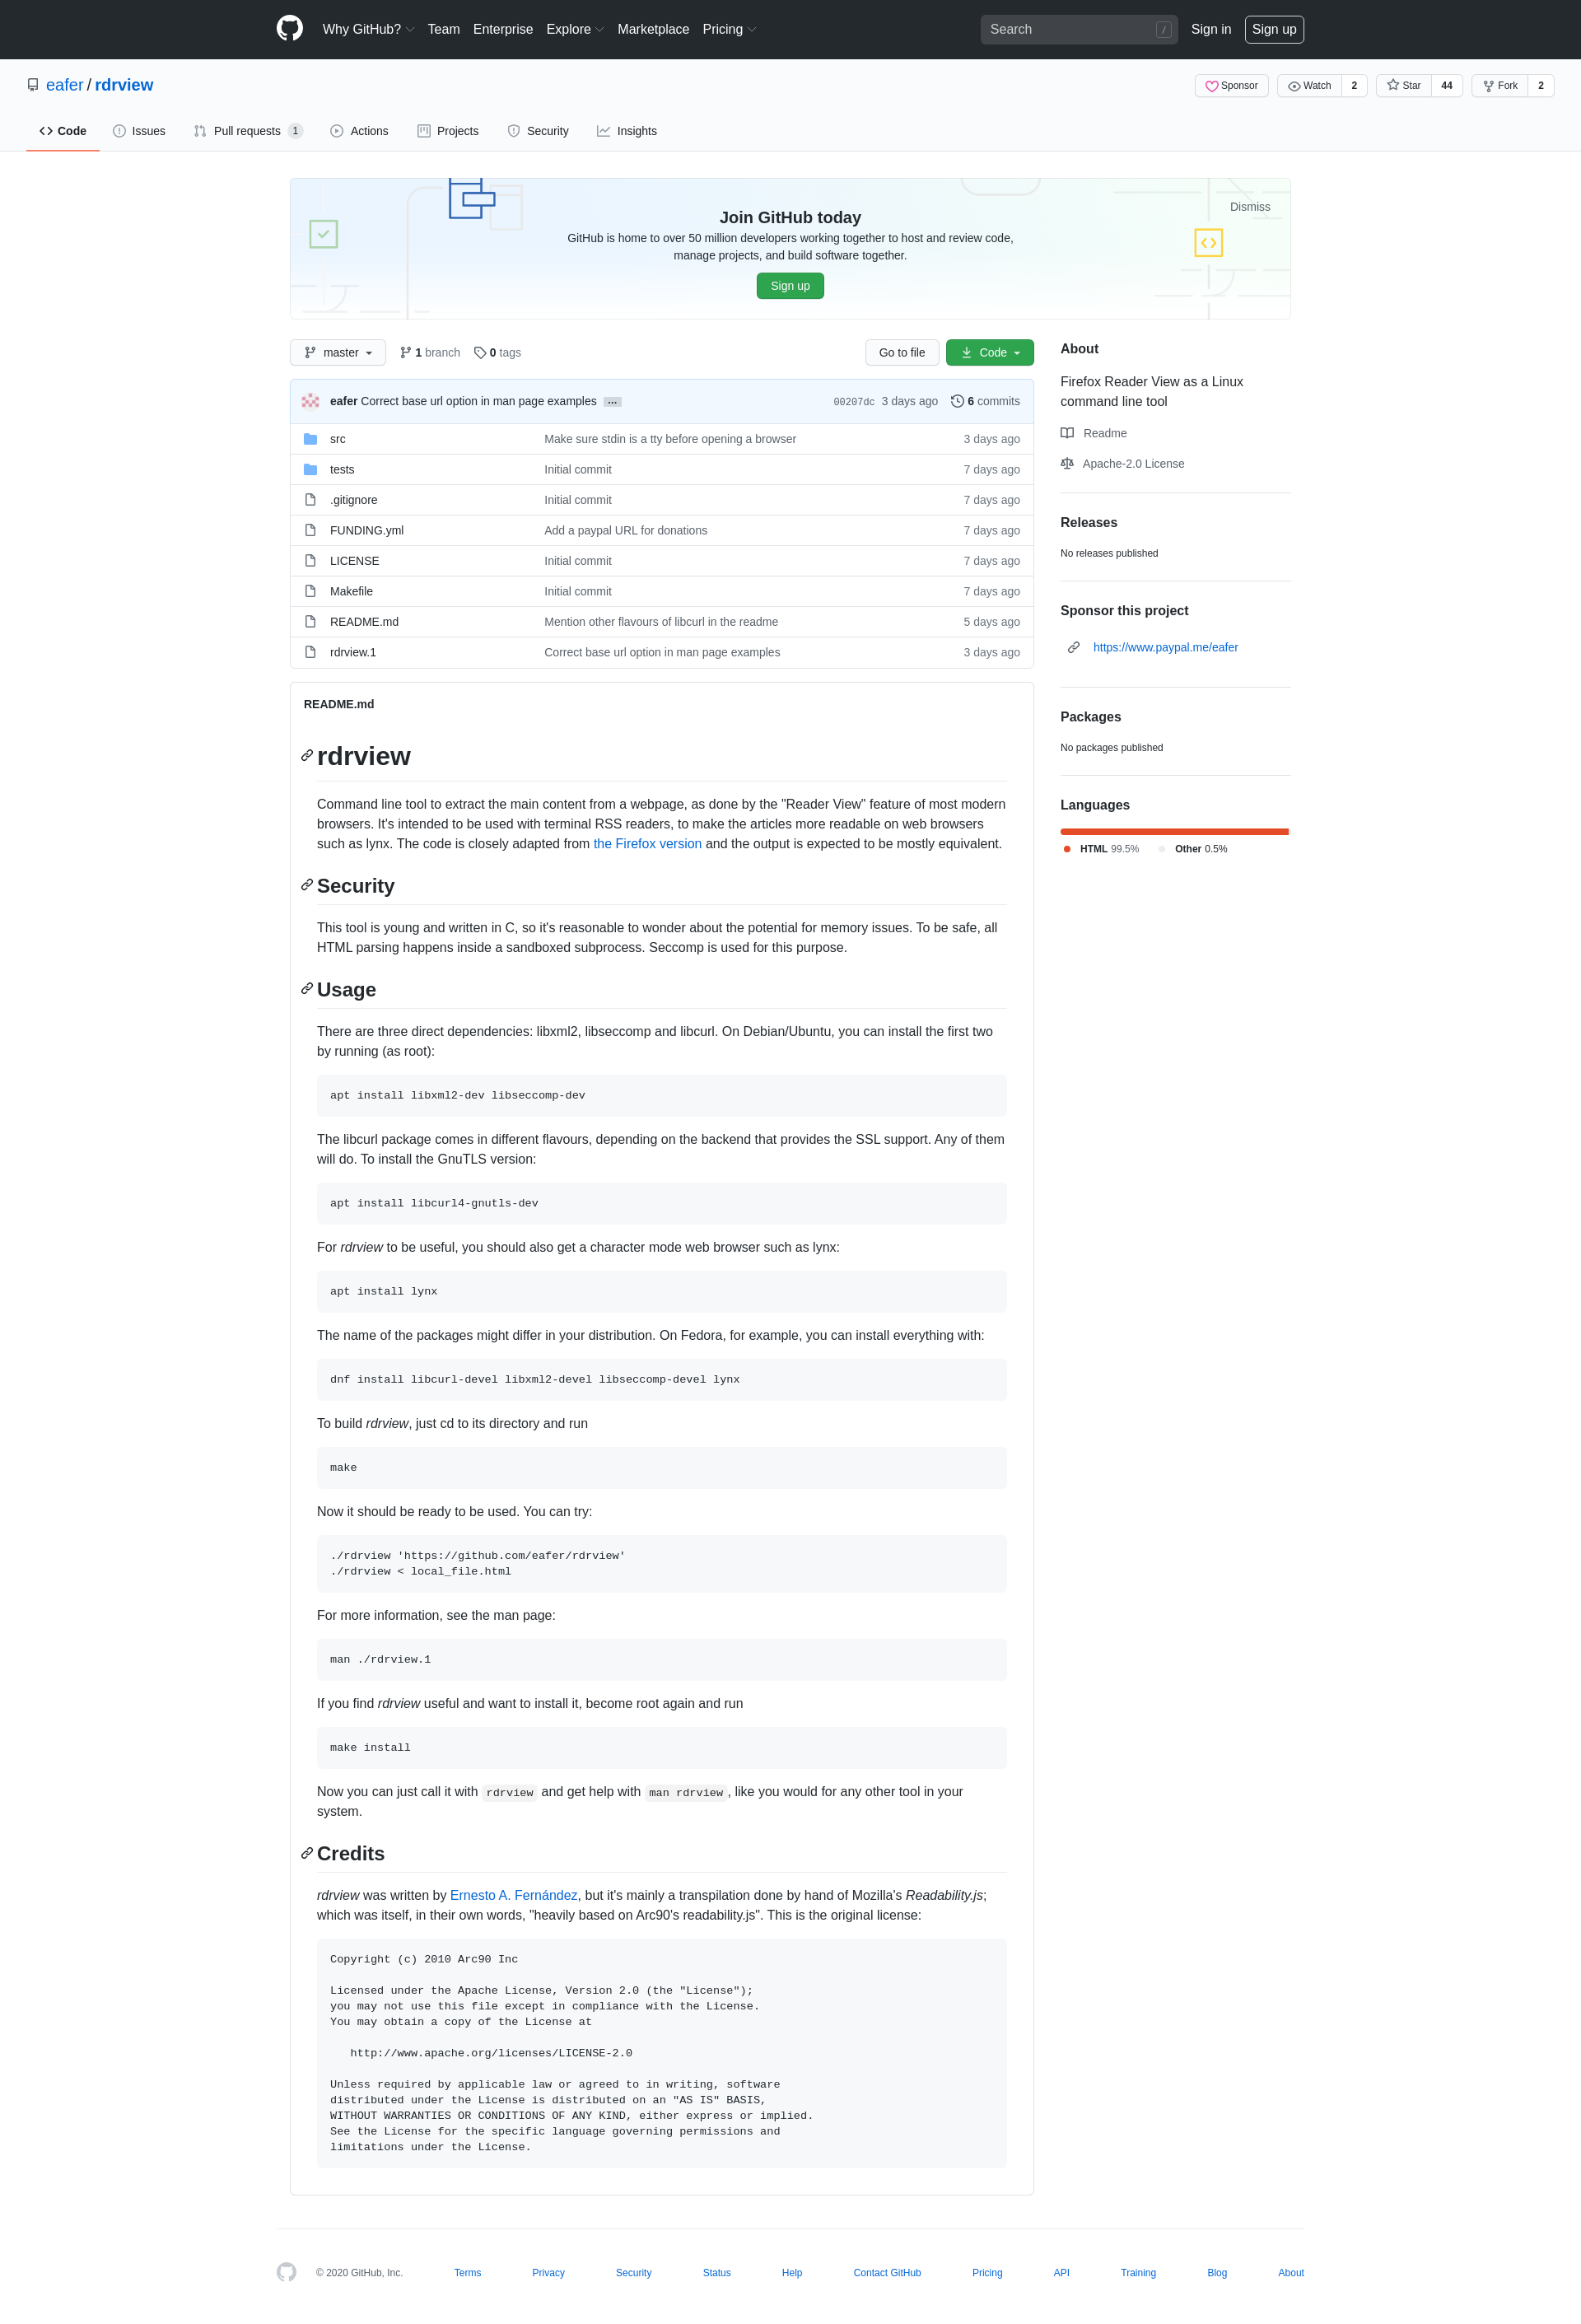 Why GitHub? Team Enterprise Explore Marketplace Pricing Search / Sign in Sign up
eafer / rdrview Sponsor Watch 2 Star 44 Fork 2
Code Issues Pull requests 1 Actions Projects Security Insights
Dismiss
Join GitHub today
GitHub is home to over 50 million developers working together to host and review code,
manage projects, and build software together.
Sign up
master 1 branch 0 tags Go to file Code
eafer Correct base url option in man page examples … 00207dc 3 days ago 6 commits
src Make sure stdin is a tty before opening a browser 3 days ago
tests Initial commit 7 days ago
.gitignore Initial commit 7 days ago
FUNDING.yml Add a paypal URL for donations 7 days ago
LICENSE Initial commit 7 days ago
Makefile Initial commit 7 days ago
README.md Mention other flavours of libcurl in the readme 5 days ago
rdrview.1 Correct base url option in man page examples 3 days ago
README.md
rdrview
Command line tool to extract the main content from a webpage, as done by the "Reader View" feature of most modern
browsers. It's intended to be used with terminal RSS readers, to make the articles more readable on web browsers
such as lynx. The code is closely adapted from the Firefox version and the output is expected to be mostly equivalent.
Security
This tool is young and written in C, so it's reasonable to wonder about the potential for memory issues. To be safe, all
HTML parsing happens inside a sandboxed subprocess. Seccomp is used for this purpose.
Usage
There are three direct dependencies: libxml2, libseccomp and libcurl. On Debian/Ubuntu, you can install the first two
by running (as root):
apt install libxml2-dev libseccomp-dev
The libcurl package comes in different flavours, depending on the backend that provides the SSL support. Any of them
will do. To install the GnuTLS version:
apt install libcurl4-gnutls-dev
For rdrview to be useful, you should also get a character mode web browser such as lynx:
apt install lynx
The name of the packages might differ in your distribution. On Fedora, for example, you can install everything with:
dnf install libcurl-devel libxml2-devel libseccomp-devel lynx
To build rdrview, just cd to its directory and run
make
Now it should be ready to be used. You can try:
./rdrview 'https://github.com/eafer/rdrview'
./rdrview < local_file.html
For more information, see the man page:
man ./rdrview.1
If you find rdrview useful and want to install it, become root again and run
make install
Now you can just call it with rdrview and get help with man rdrview, like you would for any other tool in your
system.
Credits
rdrview was written by Ernesto A. Fernández, but it's mainly a transpilation done by hand of Mozilla's Readability.js;
which was itself, in their own words, "heavily based on Arc90's readability.js". This is the original license:
Copyright (c) 2010 Arc90 Inc
Licensed under the Apache License, Version 2.0 (the "License");
you may not use this file except in compliance with the License.
You may obtain a copy of the License at
http://www.apache.org/licenses/LICENSE-2.0
Unless required by applicable law or agreed to in writing, software
distributed under the License is distributed on an "AS IS" BASIS,
WITHOUT WARRANTIES OR CONDITIONS OF ANY KIND, either express or implied.
See the License for the specific language governing permissions and
limitations under the License.
About
Firefox Reader View as a Linux
command line tool
Readme
Apache-2.0 License
Releases
No releases published
Sponsor this project
https://www.paypal.me/eafer
Packages
No packages published
Languages
HTML 99.5% Other 0.5%
© 2020 GitHub, Inc. Terms Privacy Security Status Help Contact GitHub Pricing API Training Blog About